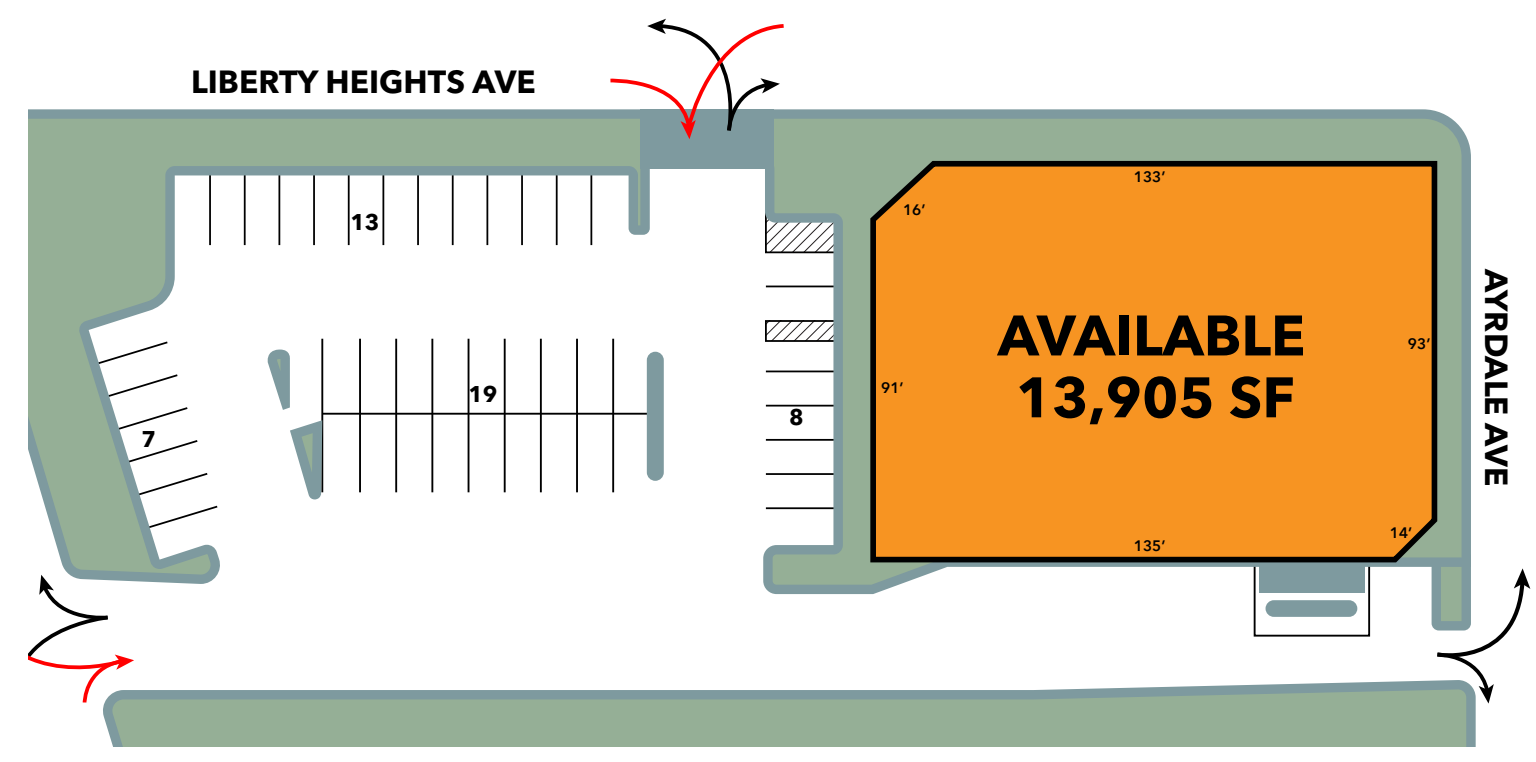 LIBERTY HEIGHTS AVE
133’
16’
13
AYRDALE AVE
AVAILABLE
93’
91’
19
13,905 SF
8
7
14’
135’